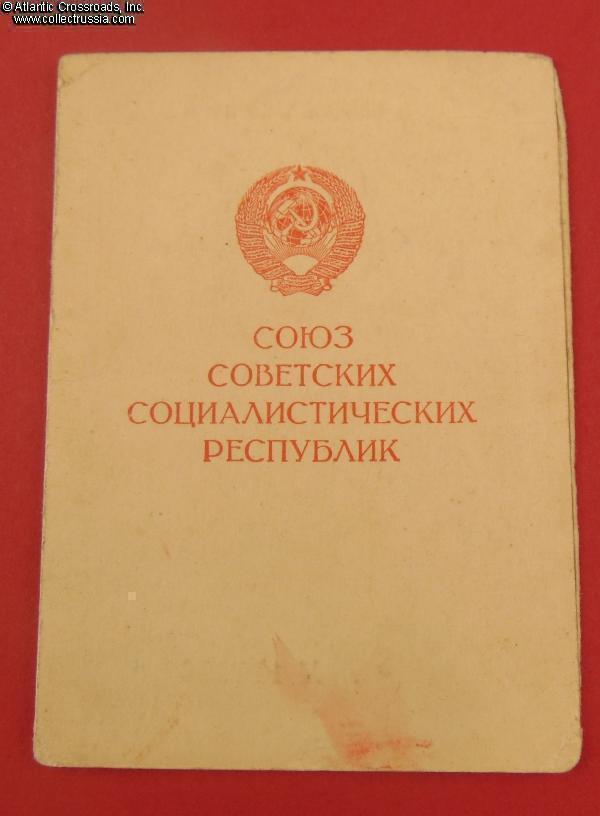 © Atlantic Crossroads, Inc.
www.collectrussia.com
СОЮЗ
СОВЕТСКИХ
СОЦИАЛИСТИЧЕСКИХ
РЕСПУБЛИК